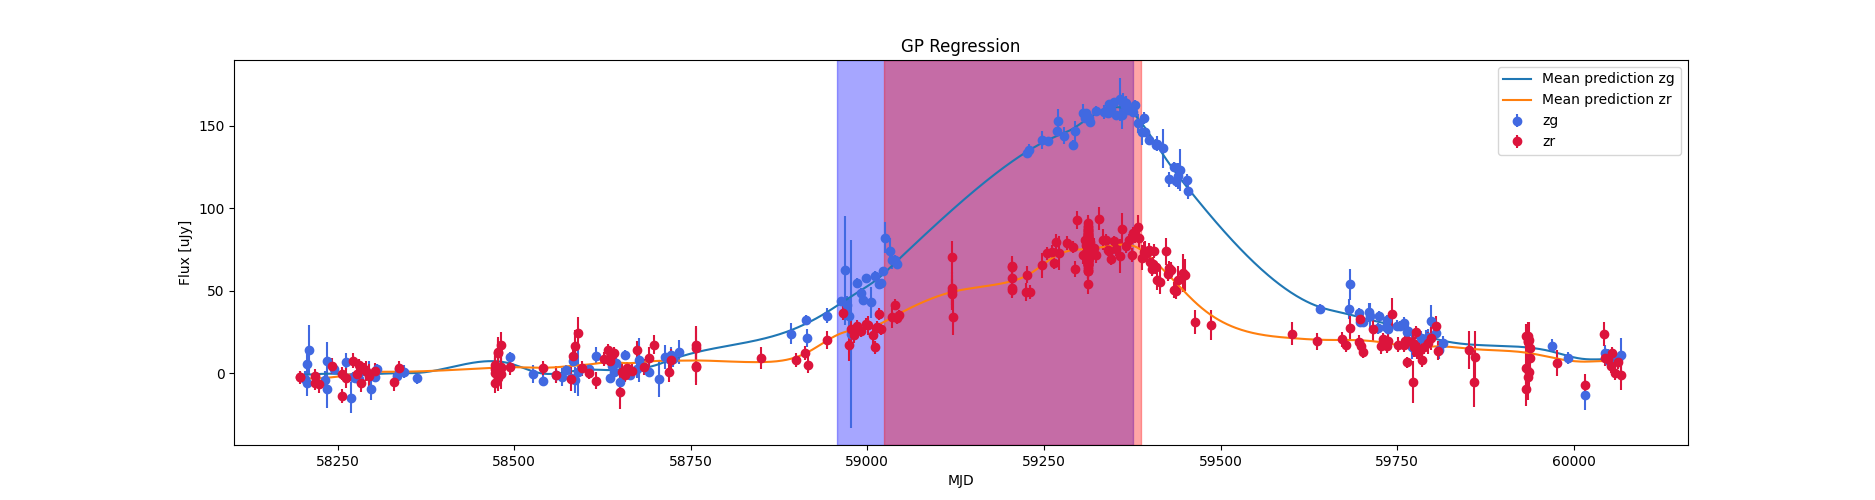 GP Regression
Mean prediction zg
Mean prediction zr
zg
zr
Flux [uJy]
150
100
50
0
58250 58500 58750 59000 59250 59500 59750 60000
MJD